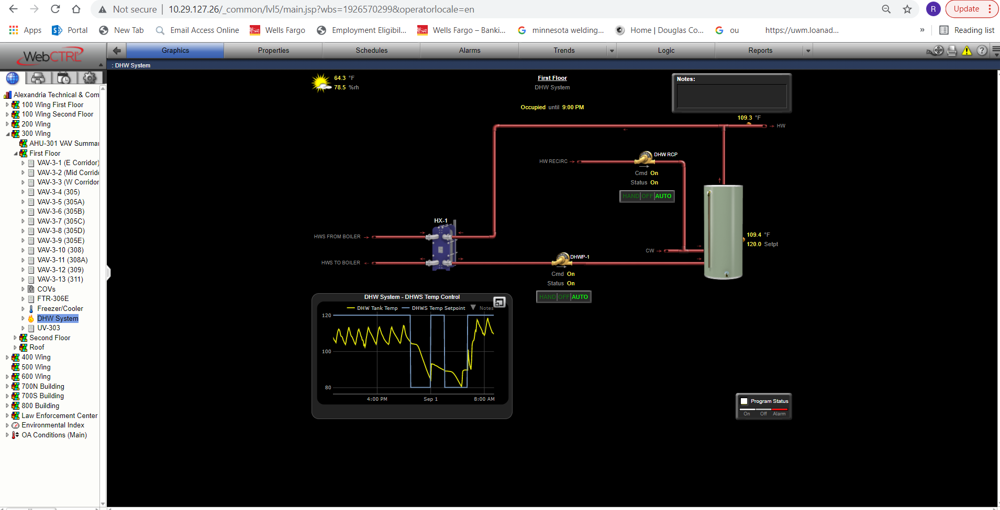 Not secure | 10.29.127.26/_common/lvl5/main.jsp?wbs=1926570299&operatorlocale=en
R
Update
Apps
Portal
New Tab
Email Access Online
Wells Fargo
Employment Eligibil...
Wells Fargo – Banki...
minnesota welding...
Home | Douglas Co...
ou
https://uwm.loanad...
»
Reading list
WebCTRL
Graphics
Properties
Schedules
Alarms
Trends
Logic
Reports
: DHW System
Alexandria Technical & Com
100 Wing First Floor
100 Wing Second Floor
200 Wing
300 Wing
AHU-301 VAV Summar
First Floor
VAV-3-1 (E Corridor)
VAV-3-2 (Mid Corrido
VAV-3-3 (W Corridor
VAV-3-4 (305)
VAV-3-5 (305A)
VAV-3-6 (305B)
VAV-3-7 (305C)
VAV-3-8 (305D)
VAV-3-9 (305E)
VAV-3-10 (308)
VAV-3-11 (308A)
VAV-3-12 (309)
VAV-3-13 (311)
COVs
FTR-306E
Freezer/Cooler
DHW System
UV-303
Second Floor
Roof
400 Wing
500 Wing
600 Wing
700N Building
700S Building
800 Building
Law Enforcement Center
Environmental Index
OA Conditions (Main)
64.3 °F
78.5 %rh
First Floor
DHW System
Occupied until 9:00 PM
Notes:
109.3 °F
HW
HW RECIRC
DHW RCP
Cmd On
Status On
HAND|OFF|AUTO
HX-1
HWS FROM BOILER
HWS TO BOILER
109.4 °F
120.0 Setpt
CW
DHWP-1
Cmd On
Status On
HAND|OFF|AUTO
DHW System - DHWS Temp Control
DHW Tank Temp
DHWS Temp Setpoint
Notes
120
100
80
4:00 PM
Sep 1
8:00 AM
Program Status
On
Off
Alarm